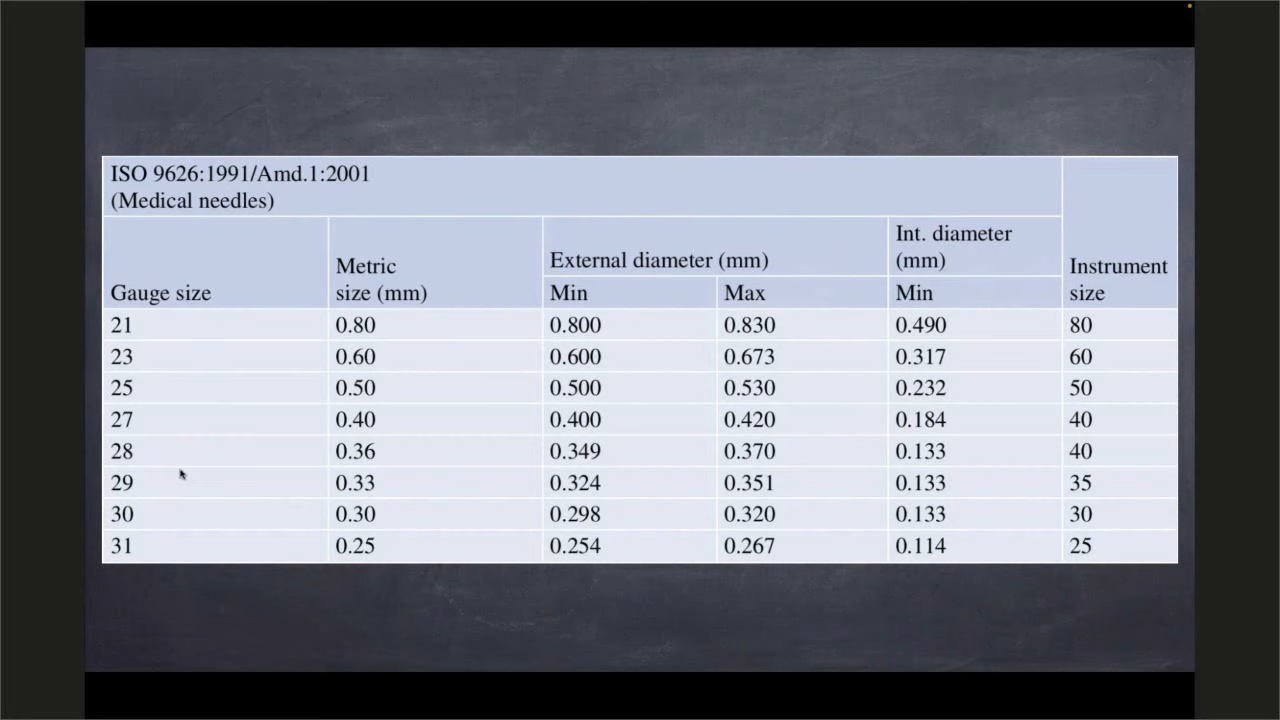 ISO 9626:1991/Amd.1:2001
(Medical needles)
Gauge size Metric size (mm) External diameter (mm) Int. diameter (mm) Instrument size
Min Max Min
21 0.80 0.800 0.830 0.490 80
23 0.60 0.600 0.673 0.317 60
25 0.50 0.500 0.530 0.232 50
27 0.40 0.400 0.420 0.184 40
28 0.36 0.349 0.370 0.133 40
29 0.33 0.324 0.351 0.133 35
30 0.30 0.298 0.320 0.133 30
31 0.25 0.254 0.267 0.114 25